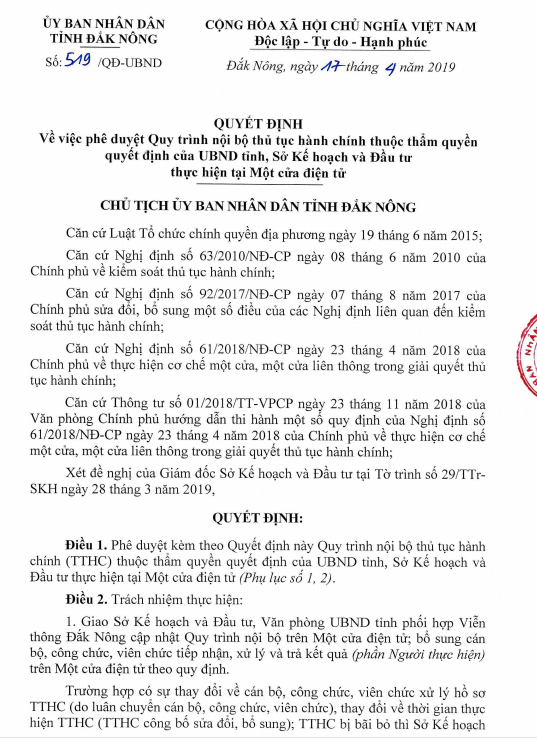 ỦY BAN NHÂN DÂN
TỈNH ĐẮK NÔNG
Số: 519 /QĐ-UBND
CỘNG HÒA XÃ HỘI CHỦ NGHĨA VIỆT NAM
Độc lập - Tự do - Hạnh phúc
Đắk Nông, ngày 17 tháng 4 năm 2019
QUYẾT ĐỊNH
Về việc phê duyệt Quy trình nội bộ thủ tục hành chính thuộc thẩm quyền
quyết định của UBND tỉnh, Sở Kế hoạch và Đầu tư
thực hiện tại Một cửa điện tử
CHỦ TỊCH ỦY BAN NHÂN DÂN TỈNH ĐẮK NÔNG
Căn cứ Luật Tổ chức chính quyền địa phương ngày 19 tháng 6 năm 2015;
Căn cứ Nghị định số 63/2010/NĐ-CP ngày 08 tháng 6 năm 2010 của
Chính phủ về kiểm soát thủ tục hành chính;
Căn cứ Nghị định số 92/2017/NĐ-CP ngày 07 tháng 8 năm 2017 của
Chính phủ sửa đổi, bổ sung một số điều của các Nghị định liên quan đến kiểm
soát thủ tục hành chính;
Căn cứ Nghị định số 61/2018/NĐ-CP ngày 23 tháng 4 năm 2018 của
Chính phủ về thực hiện cơ chế một cửa, một cửa liên thông trong giải quyết thủ
tục hành chính;
Căn cứ Thông tư số 01/2018/TT-VPCP ngày 23 tháng 11 năm 2018 của
Văn phòng Chính phủ hướng dẫn thi hành một số quy định của Nghị định số
61/2018/NĐ-CP ngày 23 tháng 4 năm 2018 của Chính phủ về thực hiện cơ chế
một cửa, một cửa liên thông trong giải quyết thủ tục hành chính;
Xét đề nghị của Giám đốc Sở Kế hoạch và Đầu tư tại Tờ trình số 29/TTr-
SKH ngày 28 tháng 3 năm 2019,
QUYẾT ĐỊNH:
Điều 1. Phê duyệt kèm theo Quyết định này Quy trình nội bộ thủ tục hành
chính (TTHC) thuộc thẩm quyền quyết định của UBND tỉnh, Sở Kế hoạch và
Đầu tư thực hiện tại Một cửa điện tử (Phụ lục số 1, 2).
Điều 2. Trách nhiệm thực hiện:
1. Giao Sở Kế hoạch và Đầu tư, Văn phòng UBND tỉnh phối hợp Viễn
thông Đắk Nông cập nhật Quy trình nội bộ trên Một cửa điện tử; bổ sung cán
bộ, công chức, viên chức tiếp nhận, xử lý và trả kết quả (phần Người thực hiện)
trên Một cửa điện tử theo quy định.
Trường hợp có sự thay đổi về cán bộ, công chức, viên chức xử lý hồ sơ
TTHC (do luân chuyển cán bộ, công chức, viên chức), thay đổi về thời gian thực
hiện TTHC (TTHC công bố sửa đổi, bổ sung); TTHC bị bãi bỏ thì Sở Kế hoạch